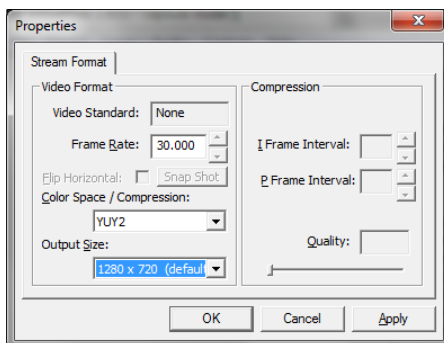 Properties
Stream Format
Video Format
Video Standard: None
Frame Rate: 30.000
Flip Horizontal: Snap Shot
Color Space / Compression:
YUY2
Output Size:
1280 x 720 (defaul
Compression
I Frame Interval:
P Frame Interval:
Quality:
OK Cancel Apply